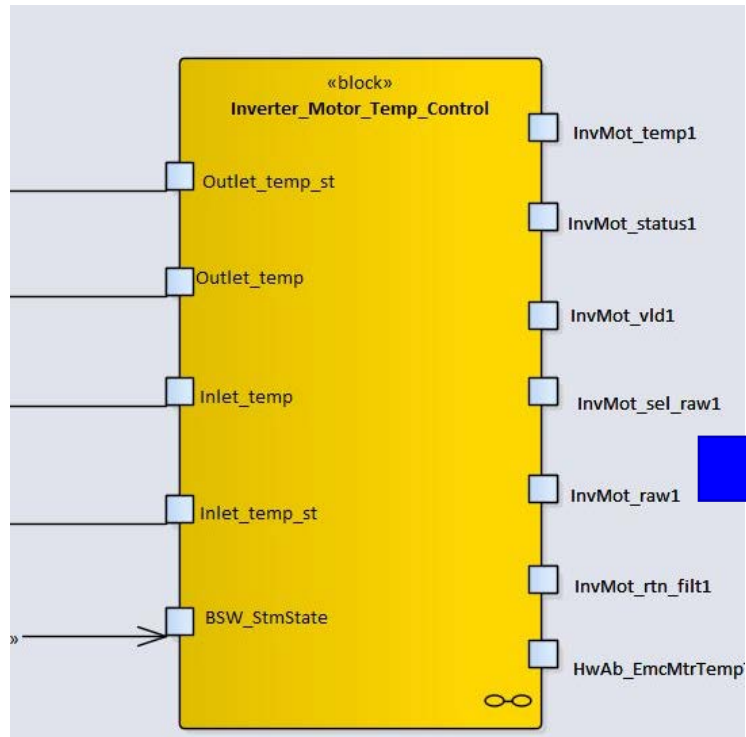 «block»
Inverter_Motor_Temp_Control
Outlet_temp_st
Outlet_temp
Inlet_temp
Inlet_temp_st
BSW_StmState
»
InvMot_temp1
InvMot_status1
InvMot_vld1
InvMot_sel_raw1
InvMot_raw1
InvMot_rtn_filt1